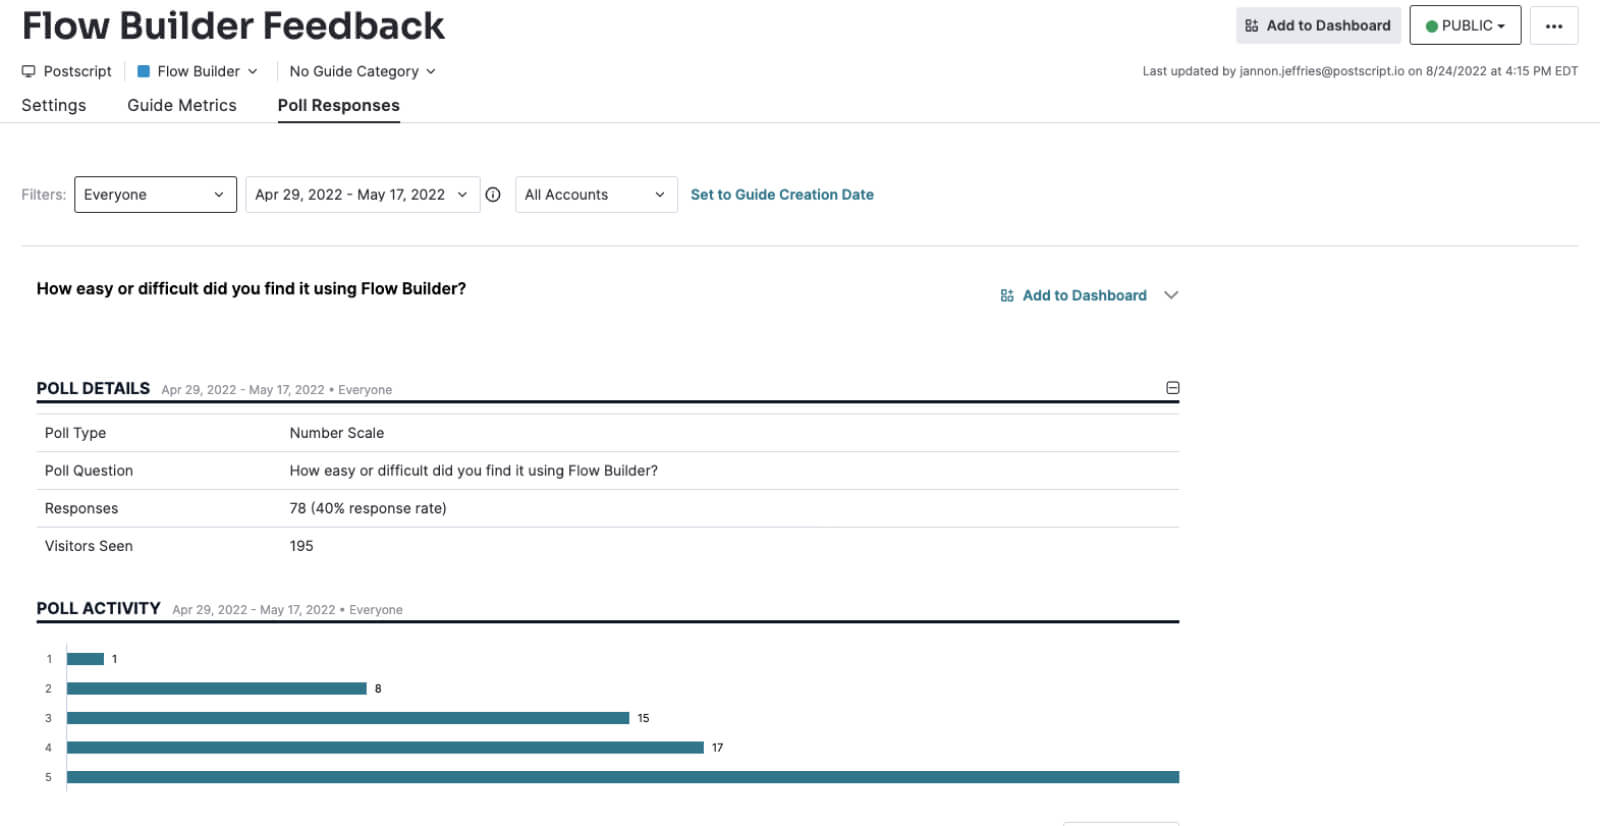 Flow Builder Feedback
Add to Dashboard
PUBLIC
Postscript
Flow Builder
No Guide Category
Last updated by jannon.jeffries@postscript.io on 8/24/2022 at 4:15 PM EDT
Settings
Guide Metrics
Poll Responses
Filters:
Everyone
Apr 29, 2022 - May 17, 2022
All Accounts
Set to Guide Creation Date
How easy or difficult did you find it using Flow Builder?
Add to Dashboard
POLL DETAILS Apr 29, 2022 - May 17, 2022 • Everyone
Poll Type Number Scale
Poll Question How easy or difficult did you find it using Flow Builder?
Responses 78 (40% response rate)
Visitors Seen 195
POLL ACTIVITY Apr 29, 2022 - May 17, 2022 • Everyone
1 1
2 8
3 15
4 17
5